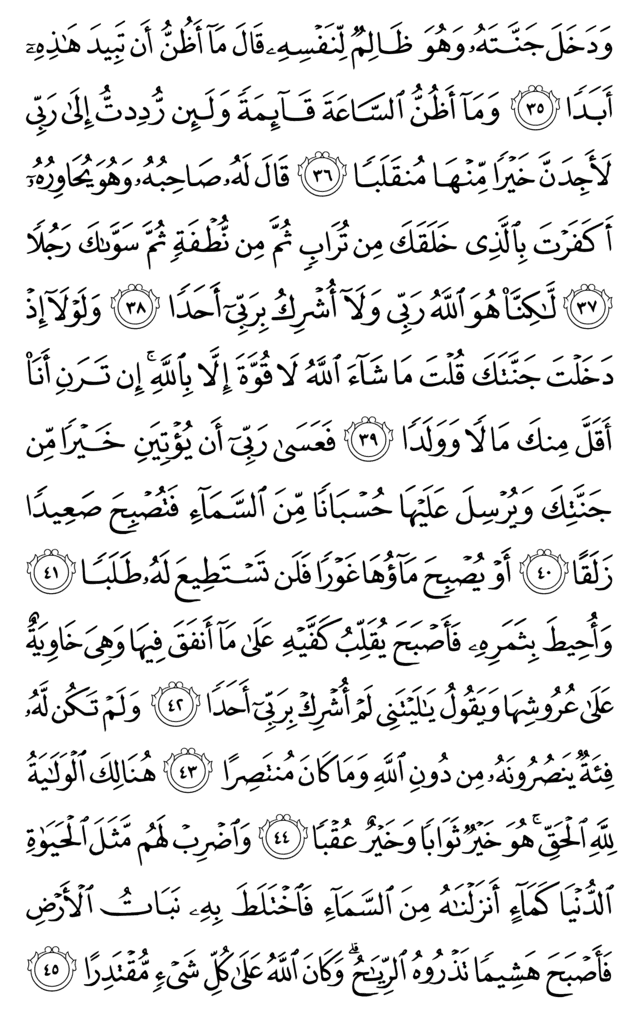 وَدَخَلَ جَنَّتَهُۥ وَهُوَ ظَالِمٌ لِّنَفْسِهِۦ قَالَ مَآ أَظُنُّ أَن تَبِيدَ هَٰذِهِۦٓ
أَبَدًا ٣٥ وَمَآ أَظُنُّ ٱلسَّاعَةَ قَآئِمَةً وَلَئِن رُّدِدتُّ إِلَىٰ رَبِّى
لَأَجِدَنَّ خَيْرًا مِّنْهَا مُنقَلَبًا ٣٦ قَالَ لَهُۥ صَاحِبُهُۥ وَهُوَ يُحَاوِرُهُۥٓ
أَكَفَرْتَ بِٱلَّذِى خَلَقَكَ مِن تُرَابٍ ثُمَّ مِن نُّطْفَةٍ ثُمَّ سَوَّىٰكَ رَجُلًا
٣٧ لَّٰكِنَّا۠ هُوَ ٱللَّهُ رَبِّى وَلَآ أُشْرِكُ بِرَبِّىٓ أَحَدًا ٣٨ وَلَوْلَآ إِذْ
دَخَلْتَ جَنَّتَكَ قُلْتَ مَا شَآءَ ٱللَّهُ لَا قُوَّةَ إِلَّا بِٱللَّهِ ۚ إِن تَرَنِ أَنَا۠
أَقَلَّ مِنكَ مَالًا وَوَلَدًا ٣٩ فَعَسَىٰ رَبِّىٓ أَن يُؤْتِيَنِ خَيْرًا مِّن
جَنَّتِكَ وَيُرْسِلَ عَلَيْهَا حُسْبَانًا مِّنَ ٱلسَّمَآءِ فَتُصْبِحَ صَعِيدًا
زَلَقًا ٤٠ أَوْ يُصْبِحَ مَآؤُهَا غَوْرًا فَلَن تَسْتَطِيعَ لَهُۥ طَلَبًا ٤١
وَأُحِيطَ بِثَمَرِهِۦ فَأَصْبَحَ يُقَلِّبُ كَفَّيْهِ عَلَىٰ مَآ أَنفَقَ فِيهَا وَهِىَ خَاوِيَةٌ
عَلَىٰ عُرُوشِهَا وَيَقُولُ يَٰلَيْتَنِى لَمْ أُشْرِكْ بِرَبِّىٓ أَحَدًا ٤٢ وَلَمْ تَكُن لَّهُۥ
فِئَةٌ يَنصُرُونَهُۥ مِن دُونِ ٱللَّهِ وَمَا كَانَ مُنتَصِرًا ٤٣ هُنَالِكَ ٱلْوَلَٰيَةُ
لِلَّهِ ٱلْحَقِّ ۚ هُوَ خَيْرٌ ثَوَابًا وَخَيْرٌ عُقْبًا ٤٤ وَٱضْرِبْ لَهُم مَّثَلَ ٱلْحَيَوٰةِ
ٱلدُّنْيَا كَمَآءٍ أَنزَلْنَٰهُ مِنَ ٱلسَّمَآءِ فَٱخْتَلَطَ بِهِۦ نَبَاتُ ٱلْأَرْضِ
فَأَصْبَحَ هَشِيمًا تَذْرُوهُ ٱلرِّيَٰحُ ۗ وَكَانَ ٱللَّهُ عَلَىٰ كُلِّ شَىْءٍ مُّقْتَدِرًا ٤٥